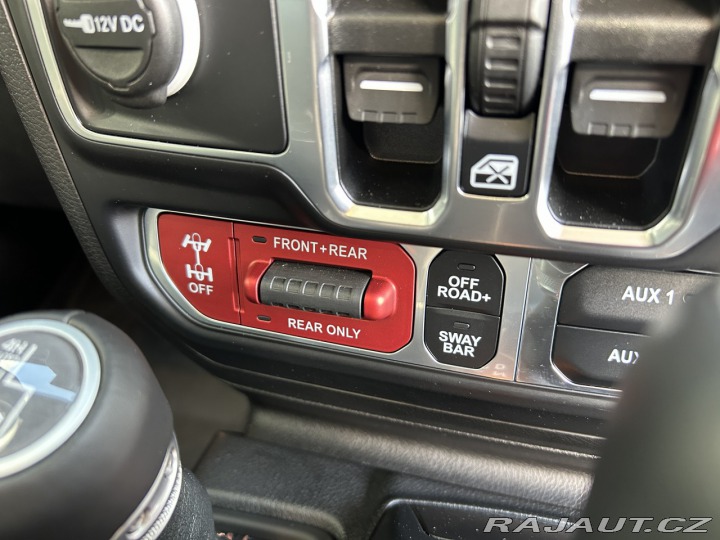 12V DC
FRONT+REAR
OFF
REAR ONLY
OFF
ROAD+
SWAY
BAR
AUX 1
AUX
4H
RAJAUT.CZ